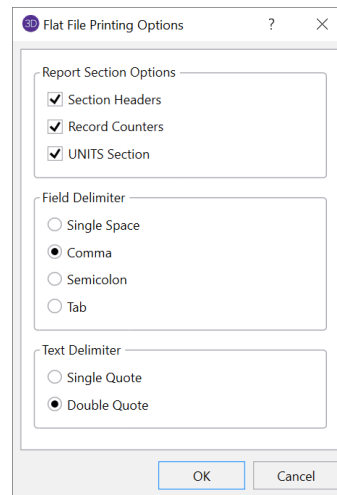 3D Flat File Printing Options ?
Report Section Options
Section Headers
Record Counters
UNITS Section
Field Delimiter
Single Space
Comma
Semicolon
Tab
Text Delimiter
Single Quote
Double Quote
OK Cancel